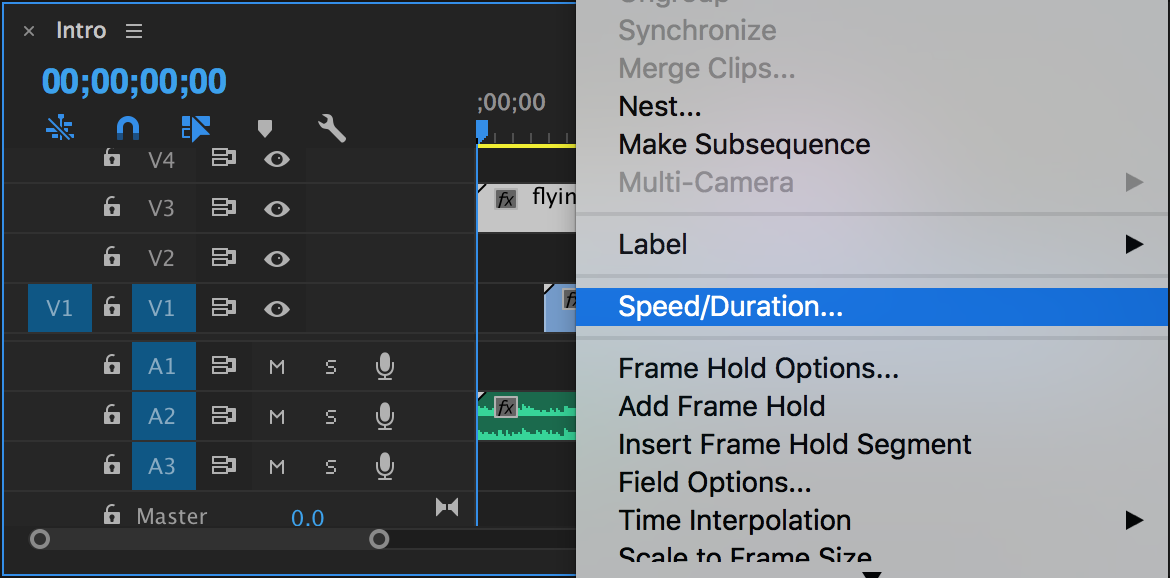 × Intro
00;00;00;00
;00;00
V4
V3
fx flyin
V2
V1 V1
A1 M S
fx
A2 M S
A3 M S
Master 0.0
Ungroup
Synchronize
Merge Clips...
Nest...
Make Subsequence
Multi-Camera
Label
Speed/Duration...
Frame Hold Options...
Add Frame Hold
Insert Frame Hold Segment
Field Options...
Time Interpolation
Scale to Frame Size